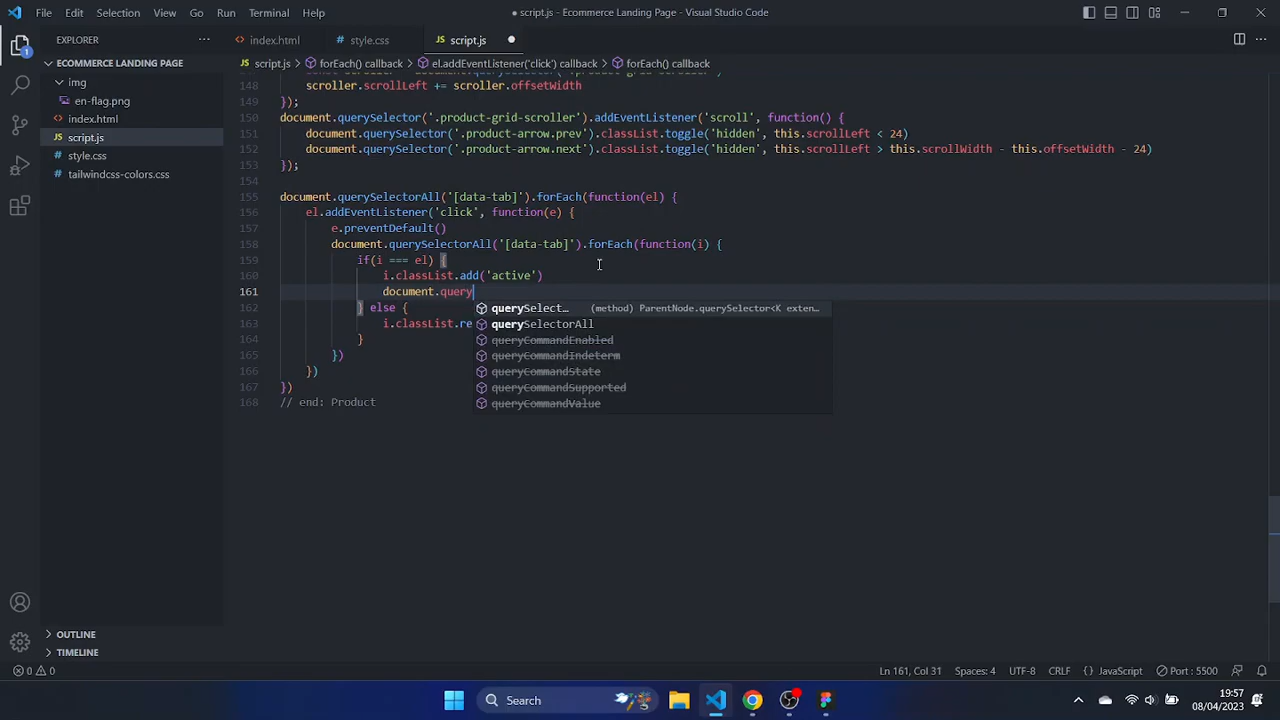 File Edit Selection View Go Run Terminal Help
● script.js - Ecommerce Landing Page - Visual Studio Code
EXPLORER ···
index.html
style.css
JS script.js
ECOMMERCE LANDING PAGE
JS script.js > forEach() callback > el.addEventListener('click') callback > forEach() callback
img
en-flag.png
index.html
JS script.js
style.css
tailwindcss-colors.css
148 scroller.scrollLeft += scroller.offsetWidth
149 });
150 document.querySelector('.product-grid-scroller').addEventListener('scroll', function() {
151 document.querySelector('.product-arrow.prev').classList.toggle('hidden', this.scrollLeft < 24)
152 document.querySelector('.product-arrow.next').classList.toggle('hidden', this.scrollLeft > this.scrollWidth - this.offsetWidth - 24)
153 });
154
155 document.querySelectorAll('[data-tab]').forEach(function(el) {
156 el.addEventListener('click', function(e) {
157 e.preventDefault()
158 document.querySelectorAll('[data-tab]').forEach(function(i) {
159 if(i === el) {
160 i.classList.add('active')
161 document.query
162 } else {
163 i.classList.re
164 }
165 })
166 })
167 })
168 // end: Product
querySelect… (method) ParentNode.querySelector<K exten…
querySelectorAll
queryCommandEnabled
queryCommandIndeterm
queryCommandState
queryCommandSupported
queryCommandValue
1
OUTLINE
TIMELINE
0 0
Ln 161, Col 31 Spaces: 4 UTF-8 CRLF {} JavaScript Port : 5500
Search
19:57
08/04/2023